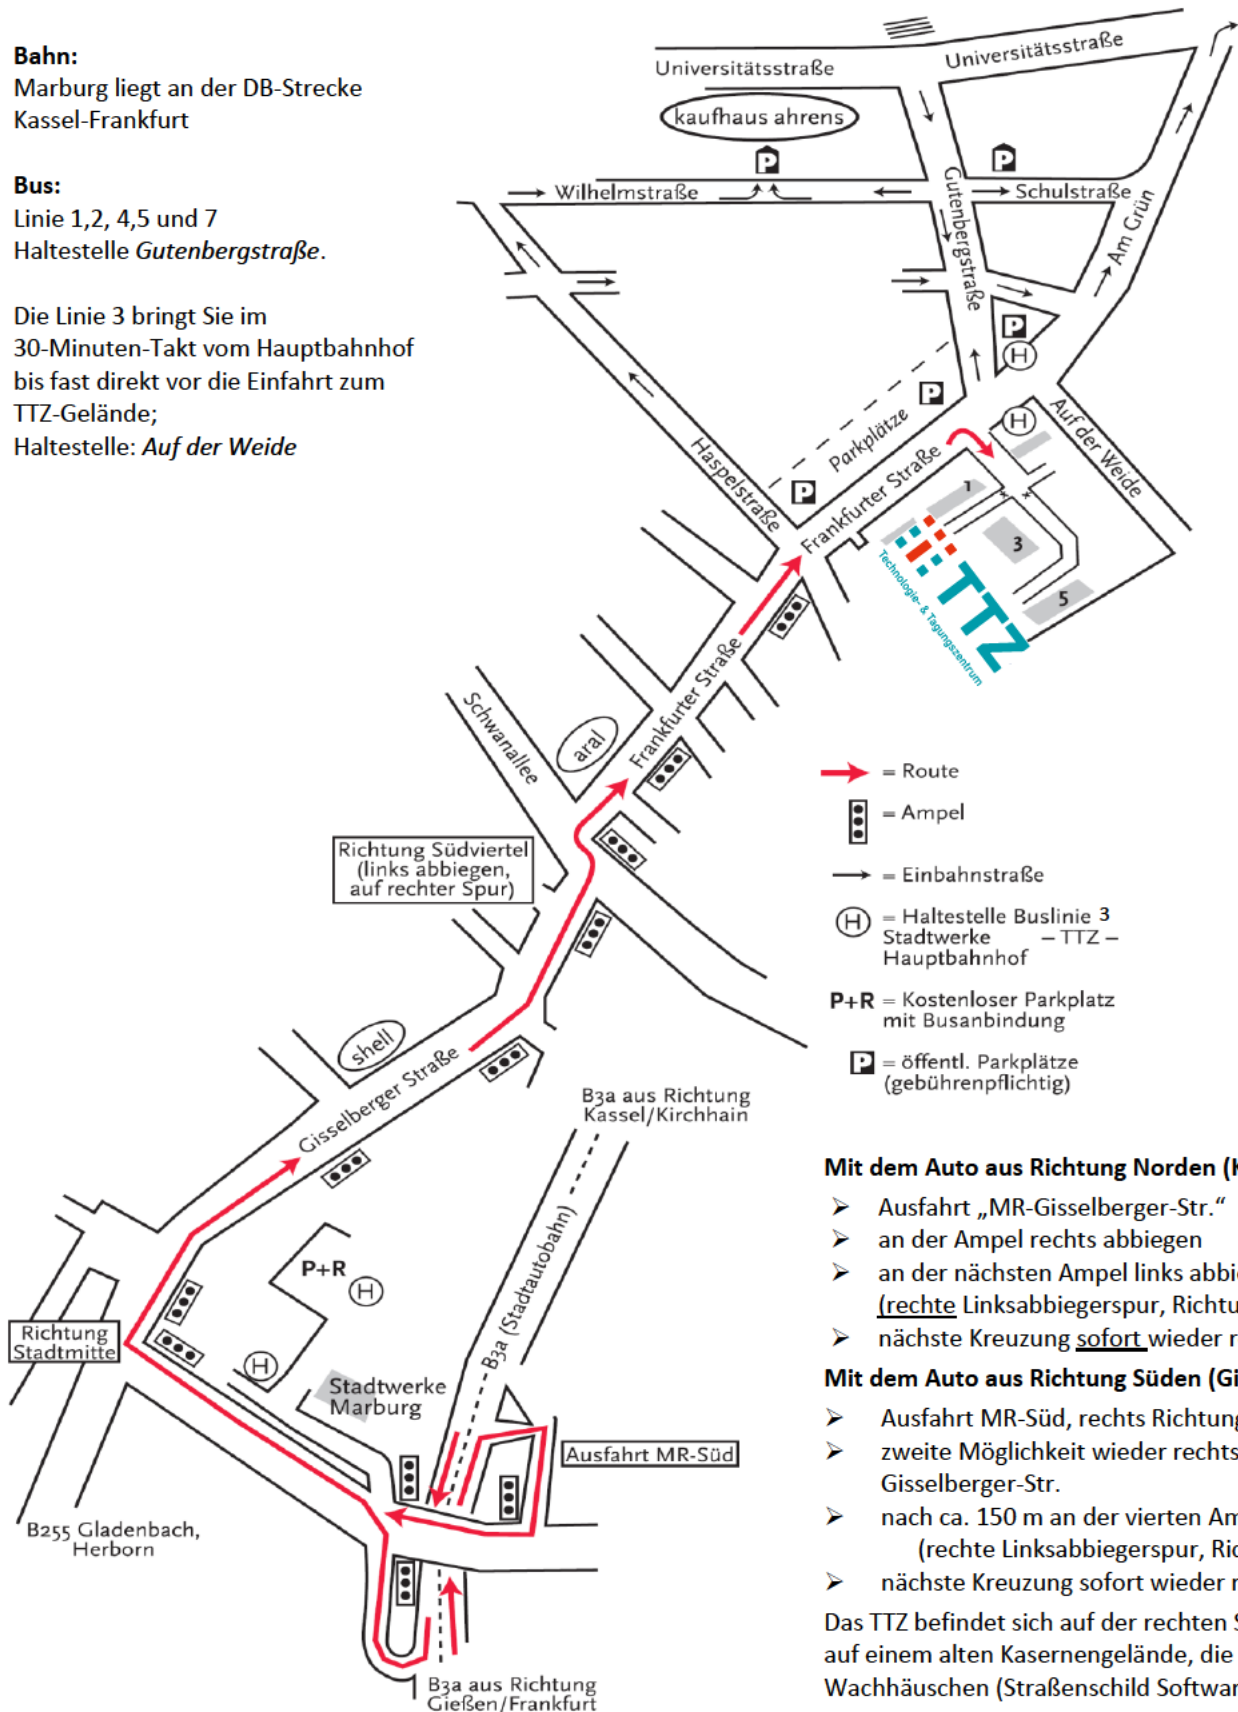 Bahn:
Marburg liegt an der DB-Strecke
Kassel-Frankfurt
Bus:
Linie 1,2, 4,5 und 7
Haltestelle Gutenbergstraße.
Die Linie 3 bringt Sie im
30-Minuten-Takt vom Hauptbahnhof
bis fast direkt vor die Einfahrt zum
TTZ-Gelände;
Haltestelle: Auf der Weide
Universitätsstraße
Universitätsstraße
kaufhaus ahrens
P
P
Wilhelmstraße
Schulstraße
Gutenbergstraße
Am Grün
P
H
P
Parkplätze
H
Auf der Weide
Haspelstraße
P
Frankfurter Straße
1
3
5
TTZ
Technologie- & Tagungszentrum
Frankfurter Straße
Schwanallee
aral
Richtung Südviertel
(links abbiegen,
auf rechter Spur)
= Route
= Ampel
= Einbahnstraße
H = Haltestelle Buslinie 3
Stadtwerke – TTZ –
Hauptbahnhof
P+R = Kostenloser Parkplatz
mit Busanbindung
P = öffentl. Parkplätze
(gebührenpflichtig)
shell
Gisselberger Straße
B3a aus Richtung
Kassel/Kirchhain
B3a (Stadtautobahn)
P+R
H
Richtung
Stadtmitte
H
Stadtwerke
Marburg
Ausfahrt MR-Süd
B255 Gladenbach,
Herborn
B3a aus Richtung
Gießen/Frankfurt
Mit dem Auto aus Richtung Norden (K
Ausfahrt „MR-Gisselberger-Str.“
an der Ampel rechts abbiegen
an der nächsten Ampel links abbi
(rechte Linksabbiegerspur, Richtu
nächste Kreuzung sofort wieder r
Mit dem Auto aus Richtung Süden (Gi
Ausfahrt MR-Süd, rechts Richtung
zweite Möglichkeit wieder rechts
Gisselberger-Str.
nach ca. 150 m an der vierten Am
(rechte Linksabbiegerspur, Ric
nächste Kreuzung sofort wieder r
Das TTZ befindet sich auf der rechten S
auf einem alten Kasernengelände, die
Wachhäuschen (Straßenschild Softwar